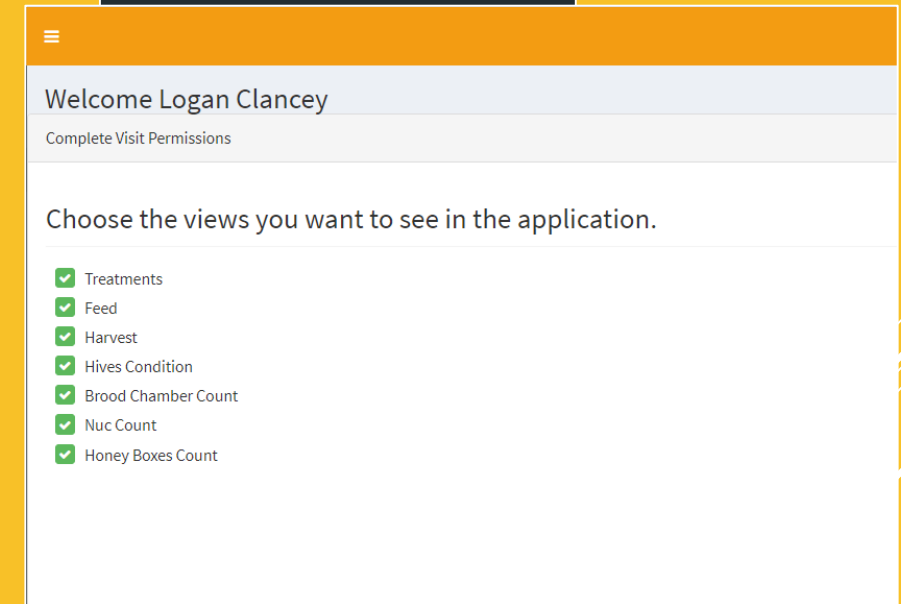 Welcome Logan Clancey
Complete Visit Permissions
Choose the views you want to see in the application.
Treatments
Feed
Harvest
Hives Condition
Brood Chamber Count
Nuc Count
Honey Boxes Count